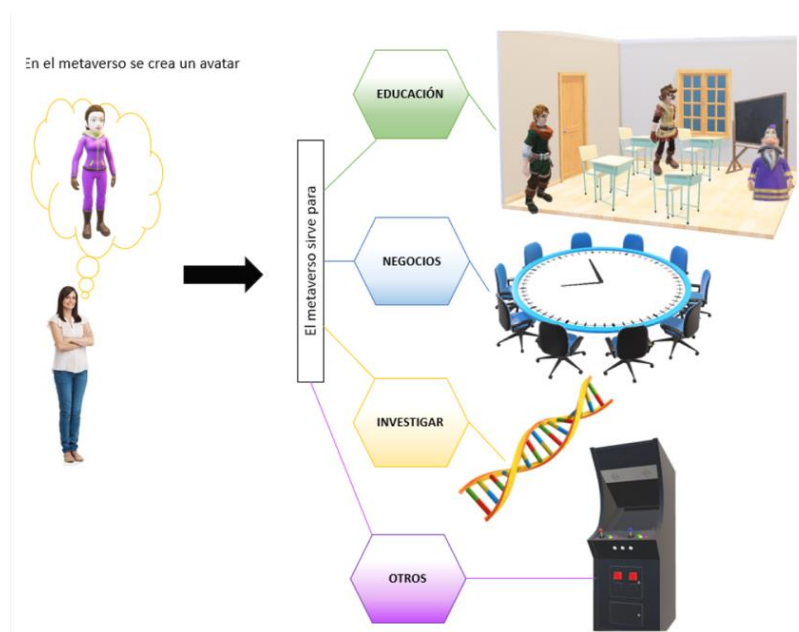 En el metaverso se crea un avatar
El metaverso sirve para
EDUCACIÓN
NEGOCIOS
INVESTIGAR
OTROS